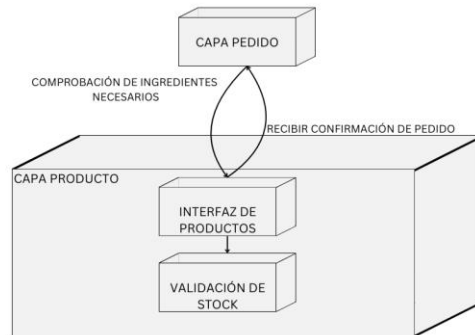 CAPA PEDIDO
COMPROBACIÓN DE INGREDIENTES
NECESARIOS
RECIBIR CONFIRMACIÓN DE PEDIDO
CAPA PRODUCTO
INTERFAZ DE
PRODUCTOS
VALIDACIÓN DE
STOCK